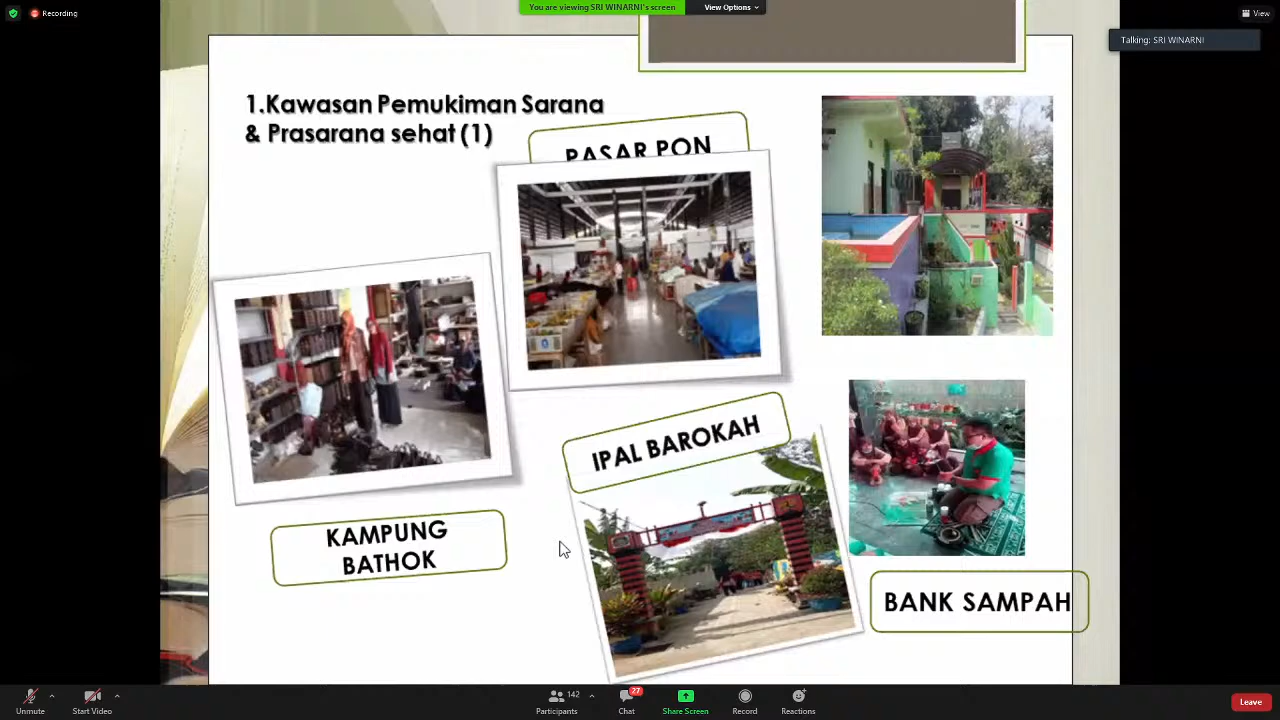 Recording
You are viewing SRI WINARNI's screen
View Options
View
Talking: SRI WINARNI
1.Kawasan Pemukiman Sarana
& Prasarana sehat (1)
PASAR PON
IPAL BAROKAH
KAMPUNG
BATHOK
BANK SAMPAH
Unmute
Start Video
142
Participants
27
Chat
Share Screen
Record
Reactions
Leave